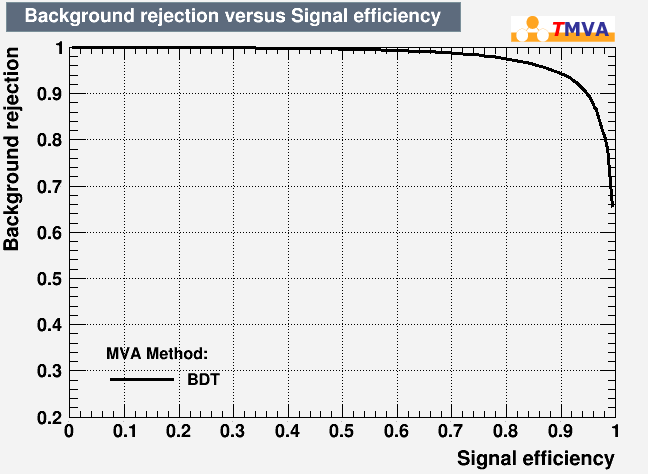 Background rejection versus Signal efficiency
TMVA
Background rejection
1
0.9
0.8
0.7
0.6
0.5
0.4
0.3
0.2
MVA Method:
BDT
0 0.1 0.2 0.3 0.4 0.5 0.6 0.7 0.8 0.9 1
Signal efficiency